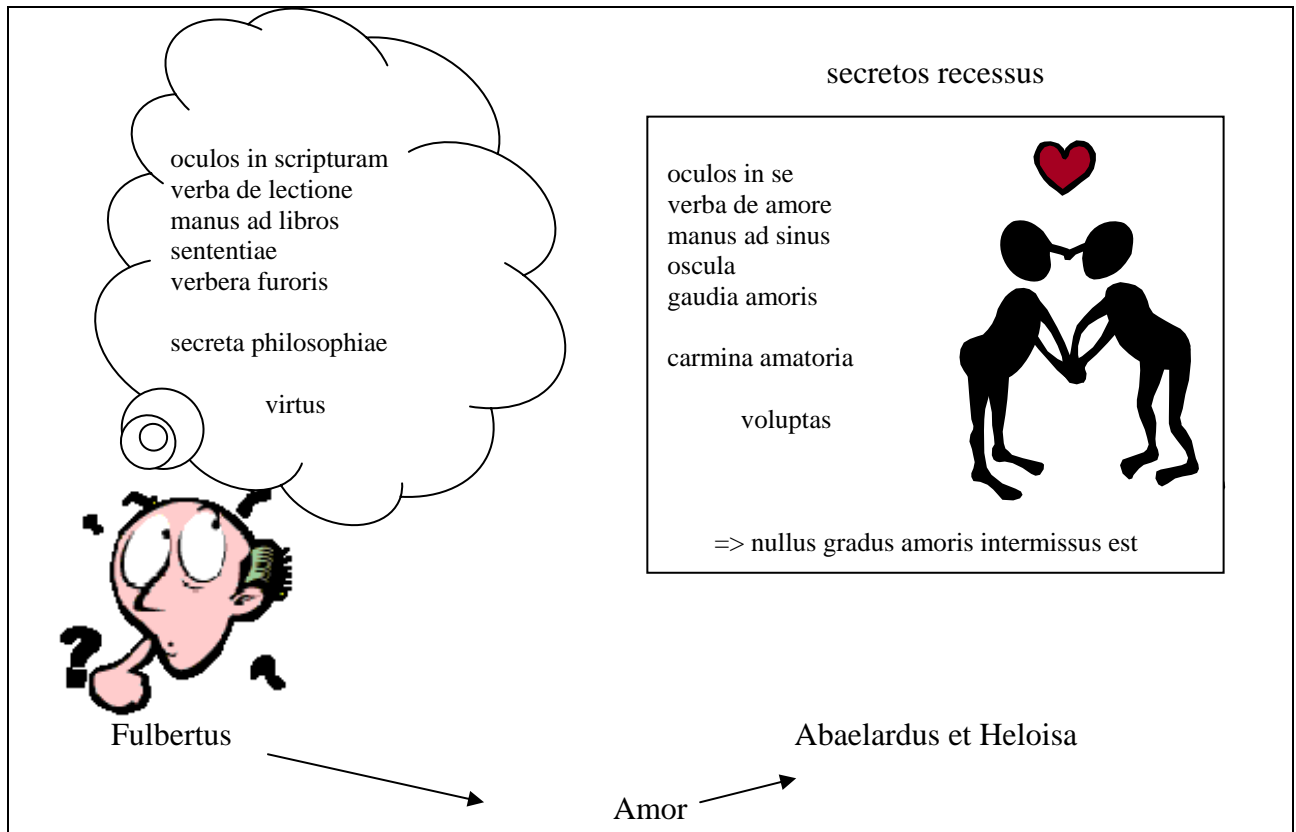 oculos in scripturam
verba de lectione
manus ad libros
sententiae
verbera furoris
secreta philosophiae
virtus
secretos recessus
oculos in se
verba de amore
manus ad sinus
oscula
gaudia amoris
carmina amatoria
voluptas
=> nullus gradus amoris intermissus est
?
Fulbertus
Abaelardus et Heloisa
Amor